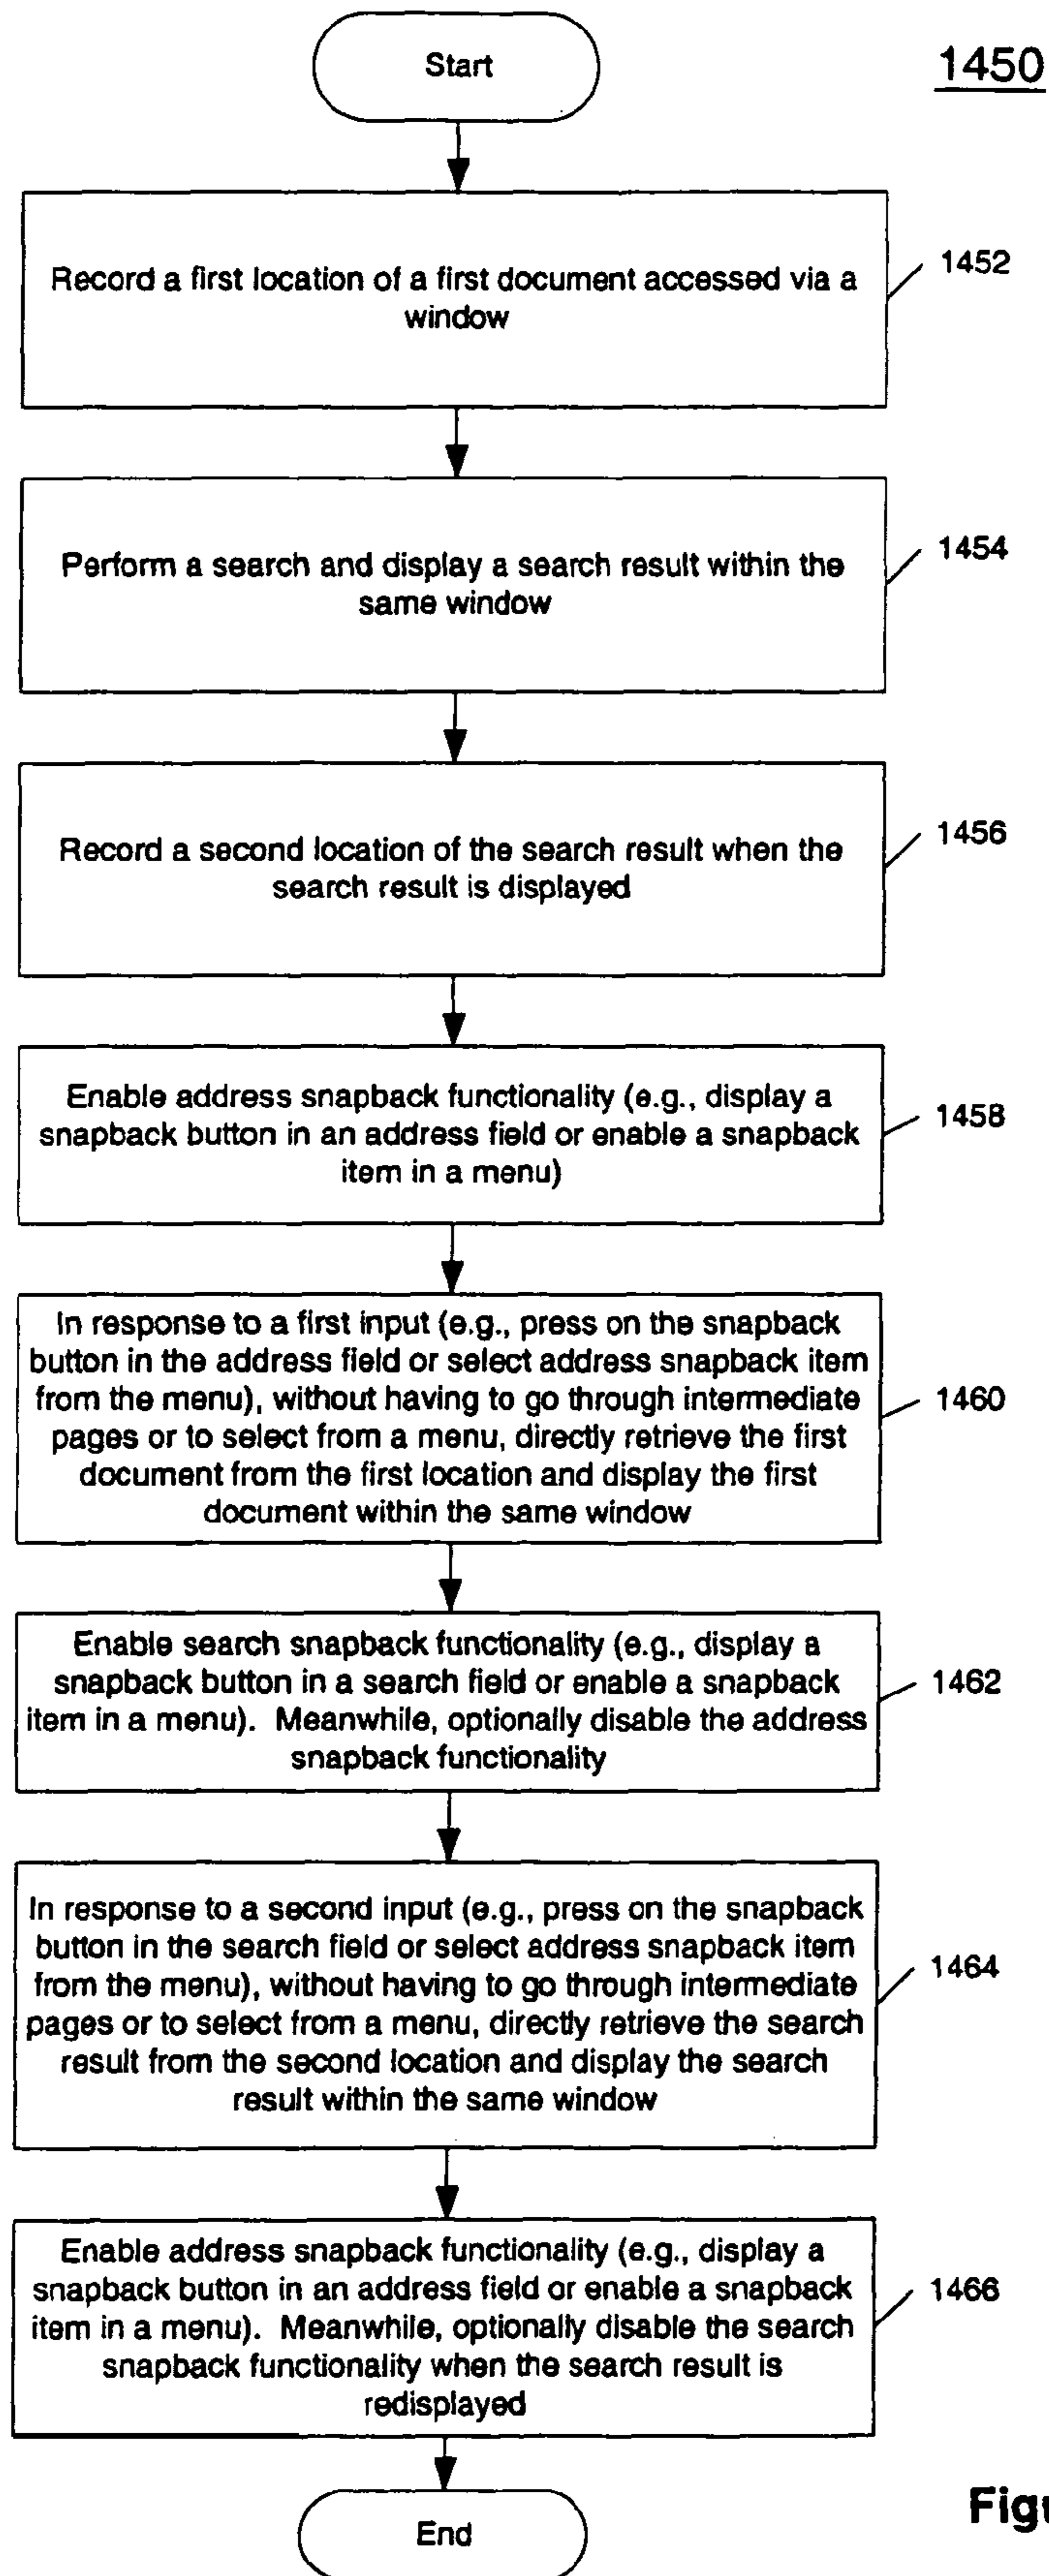 Start
1450
Record a first location of a first document accessed via a
window
1452
Perform a search and display a search result within the
same window
1454
Record a second location of the search result when the
search result is displayed
1456
Enable address snapback functionality (e.g., display a
snapback button in an address field or enable a snapback
item in a menu)
1458
In response to a first input (e.g., press on the snapback
button in the address field or select address snapback item
from the menu), without having to go through intermediate
pages or to select from a menu, directly retrieve the first
document from the first location and display the first
document within the same window
1460
Enable search snapback functionality (e.g., display a
snapback button in a search field or enable a snapback
item in a menu). Meanwhile, optionally disable the address
snapback functionality
1462
In response to a second input (e.g., press on the snapback
button in the search field or select address snapback item
from the menu), without having to go through intermediate
pages or to select from a menu, directly retrieve the search
result from the second location and display the search
result within the same window
1464
Enable address snapback functionality (e.g., display a
snapback button in an address field or enable a snapback
item in a menu). Meanwhile, optionally disable the search
snapback functionality when the search result is
redisplayed
1466
End